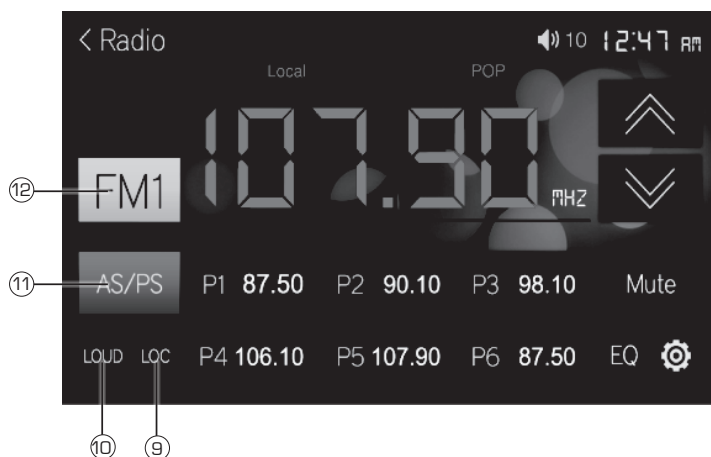 < Radio 10 12:47 AM
Local POP
107.90 MHZ
⑫ FM1
⑪ AS/PS P1 87.50 P2 90.10 P3 98.10 Mute
LOUD LOC P4 106.10 P5 107.90 P6 87.50 EQ
⑩ ⑨